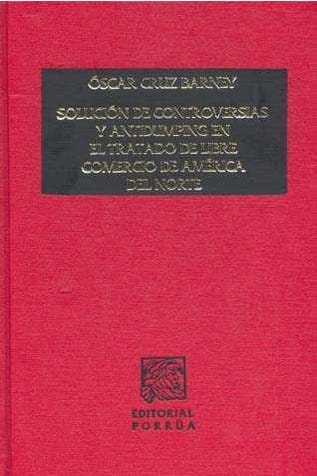 ÓSCAR CRUZ BARNEY
SOLUCIÓN DE CONTROVERSIAS
Y ANTIDUMPING EN
EL TRATADO DE LIBRE
COMERCIO DE AMÉRICA
DEL NORTE
EDITORIAL
PORRÚA